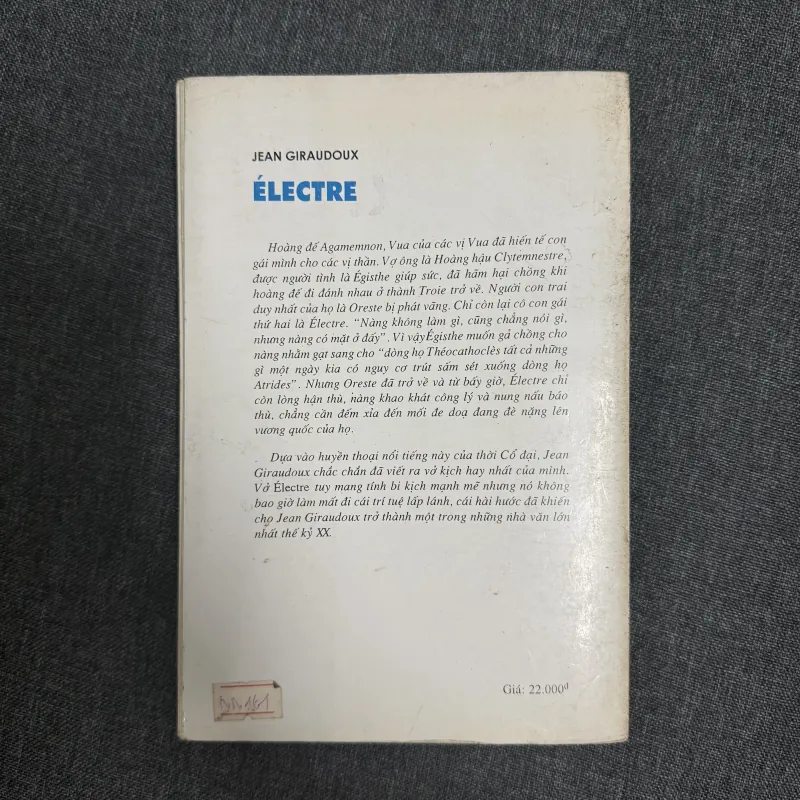 JEAN GIRAUDOUX
ÉLECTRE
Hoàng đế Agamemnon, Vua của các vị Vua đã hiến tế con
gái mình cho các vị thần. Vợ ông là Hoàng hậu Clytemnestre,
được người tình là Égisthe giúp sức, đã hãm hại chồng khi
hoàng đế đi đánh nhau ở thành Troie trở về. Người con trai
duy nhất của họ là Oreste bị phát vãng. Chỉ còn lại cô con gái
thứ hai là Électre. “Nàng không làm gì, cũng chẳng nói gì,
nhưng nàng có mặt ở đấy”. Vì vậyÉgisthe muốn gả chồng cho
nàng nhằm gạt sang cho “dòng họ Théocathoclès tất cả những
gì một ngày kia có nguy cơ trút sấm sét xuống dòng họ
Atrides”. Nhưng Oreste đã trở về và từ bấy giờ, Électre chỉ
còn lòng hận thù, nàng khao khát công lý và nung nấu báo
thù, chẳng cần đếm xỉa đến mối đe doạ đang đè nặng lên
vương quốc của họ.
Dựa vào huyền thoại nổi tiếng này của thời Cổ đại, Jean
Giraudoux chắc chắn đã viết ra vở kịch hay nhất của mình.
Vở Électre tuy mang tính bi kịch mạnh mẽ nhưng nó không
bao giờ làm mất đi cái trí tuệ lấp lánh, cái hài hước đã khiến
cho Jean Giraudoux trở thành một trong những nhà văn lớn
nhất thế kỷ XX.
Giá: 22.000đ